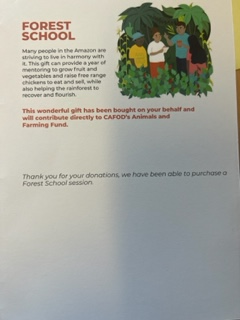 FOREST
SCHOOL
Many people in the Amazon are
striving to live in harmony with
it. This gift can provide a year of
mentoring to grow fruit and
vegetables and raise free range
chickens to eat and sell, while
also helping the rainforest to
recover and flourish.
This wonderful gift has been bought on your behalf and
will contribute directly to CAFOD's Animals and
Farming Fund.
Thank you for your donations, we have been able to purchase a
Forest School session.